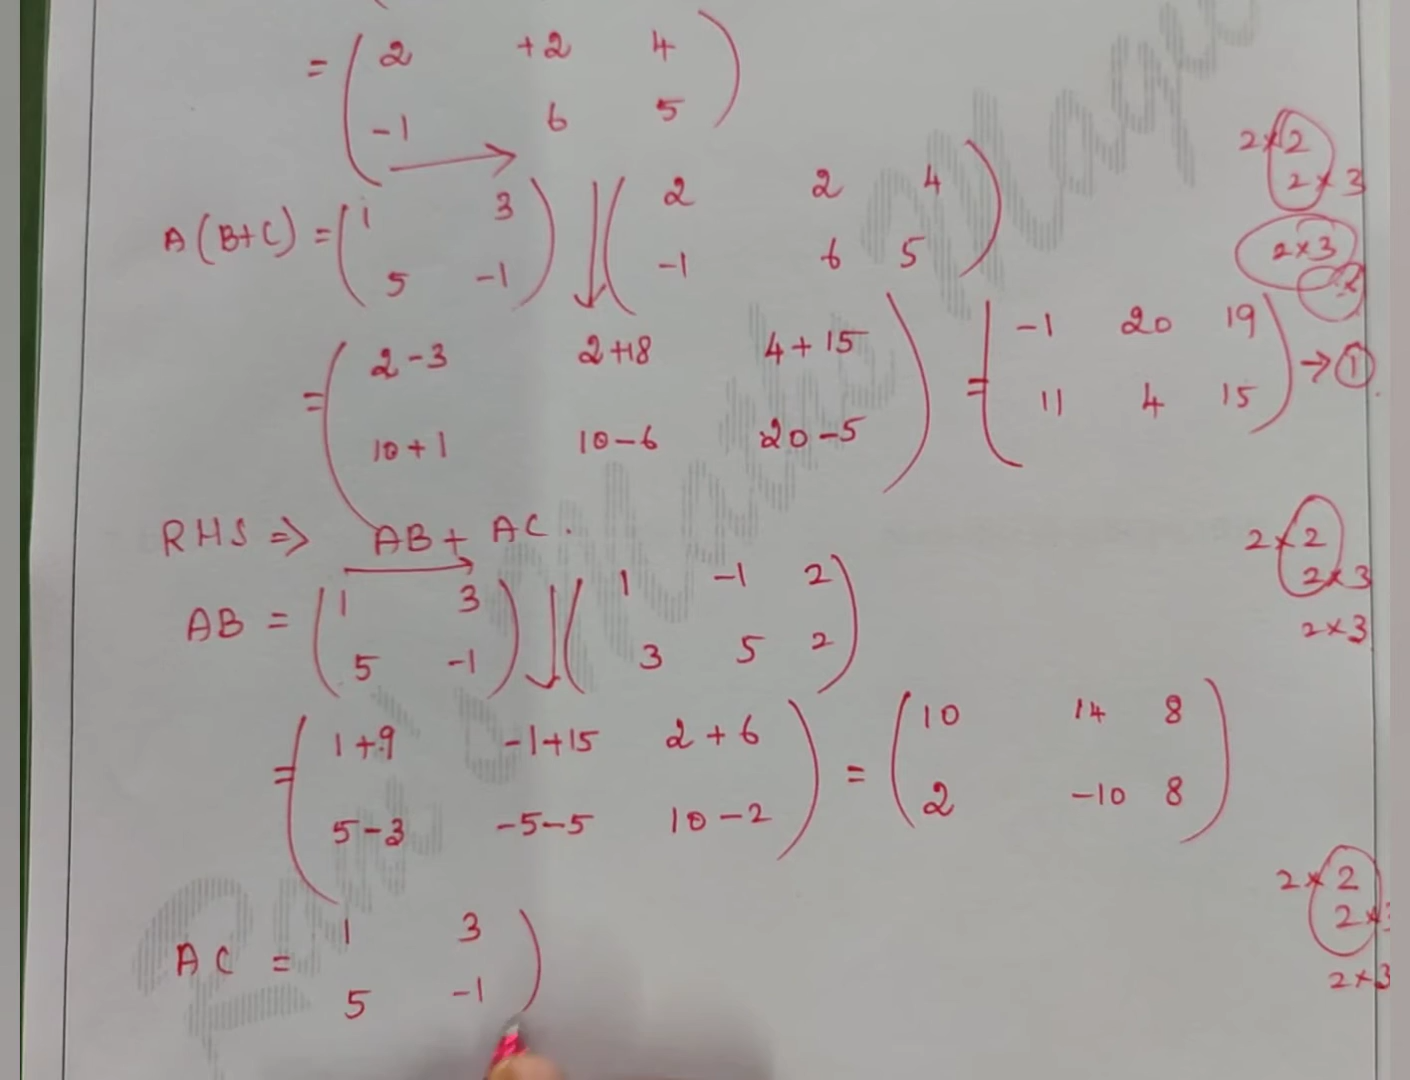 = ( 2 +2 4 )
-1 6 5
A(B+C) = ( 1 3 ) ( 2 2 4 )
5 -1 -1 6 5
2×2
2×3
2×3
= ( 2-3 2+18 4+15 ) = ( -1 20 19 ) → ①
10+1 10-6 20-5 11 4 15
RHS ⇒ AB + AC.
AB = ( 1 3 ) ( 1 -1 2 )
5 -1 3 5 2
2×2
2×3
2×3
= ( 1+9 -1+15 2+6 ) = ( 10 14 8 )
5-3 -5-5 10-2 2 -10 8
AC = 1 3 )
5 -1
2×2
2×3
2×3